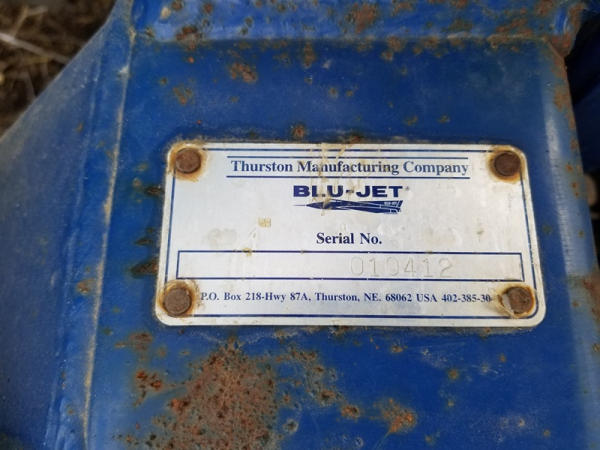 Thurston Manufacturing Company
BLU-JET
Serial No.
010412
P.O. Box 218-Hwy 87A, Thurston, NE. 68062 USA 402-385-30